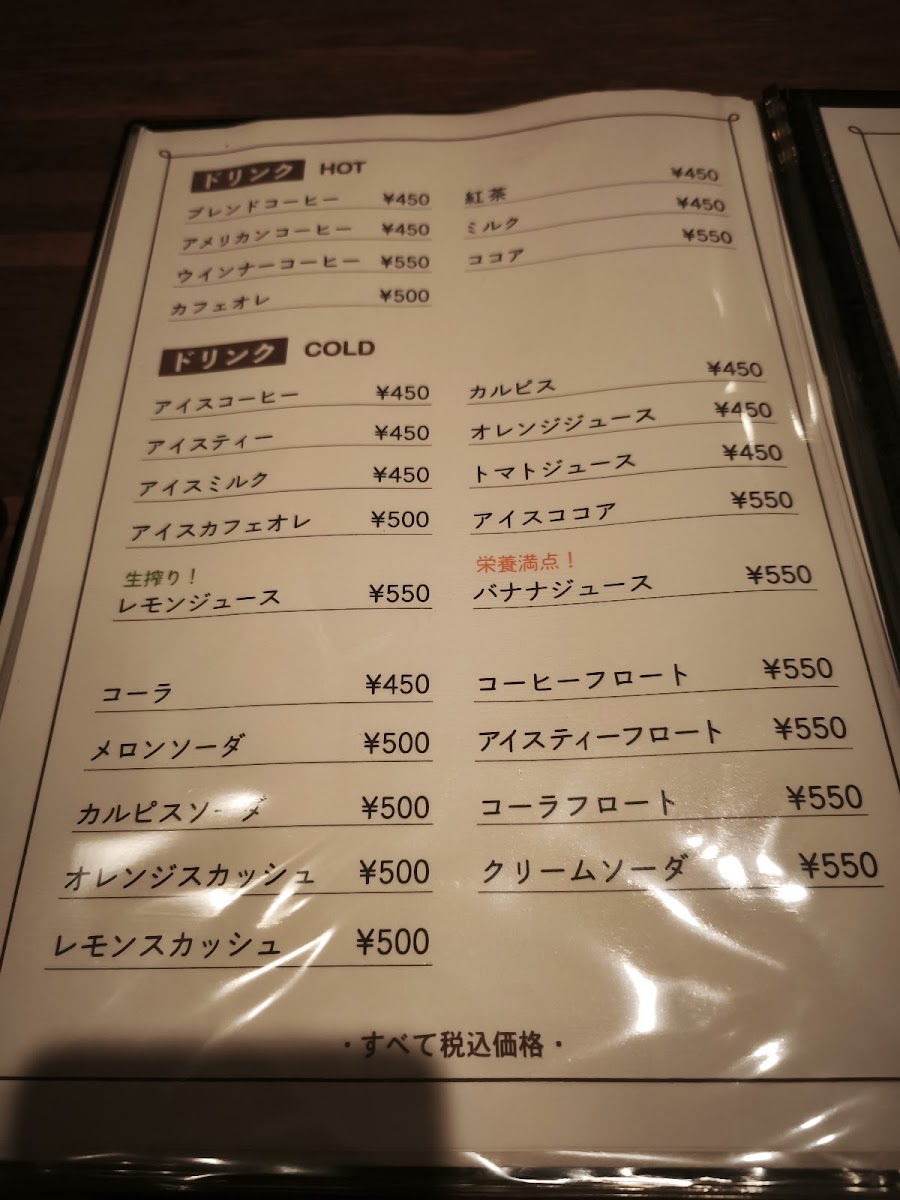 ドリンク HOT
ブレンドコーヒー ¥450
アメリカンコーヒー ¥450
ウインナーコーヒー ¥550
カフェオレ ¥500
紅茶 ¥450
ミルク ¥450
ココア ¥550
ドリンク COLD
アイスコーヒー ¥450
アイスティー ¥450
アイスミルク ¥450
アイスカフェオレ ¥500
生搾り！
レモンジュース ¥550
カルピス ¥450
オレンジジュース ¥450
トマトジュース ¥450
アイスココア ¥550
栄養満点！
バナナジュース ¥550
コーラ ¥450
メロンソーダ ¥500
カルピスソーダ ¥500
オレンジスカッシュ ¥500
レモンスカッシュ ¥500
コーヒーフロート ¥550
アイスティーフロート ¥550
コーラフロート ¥550
クリームソーダ ¥550
・すべて税込価格・